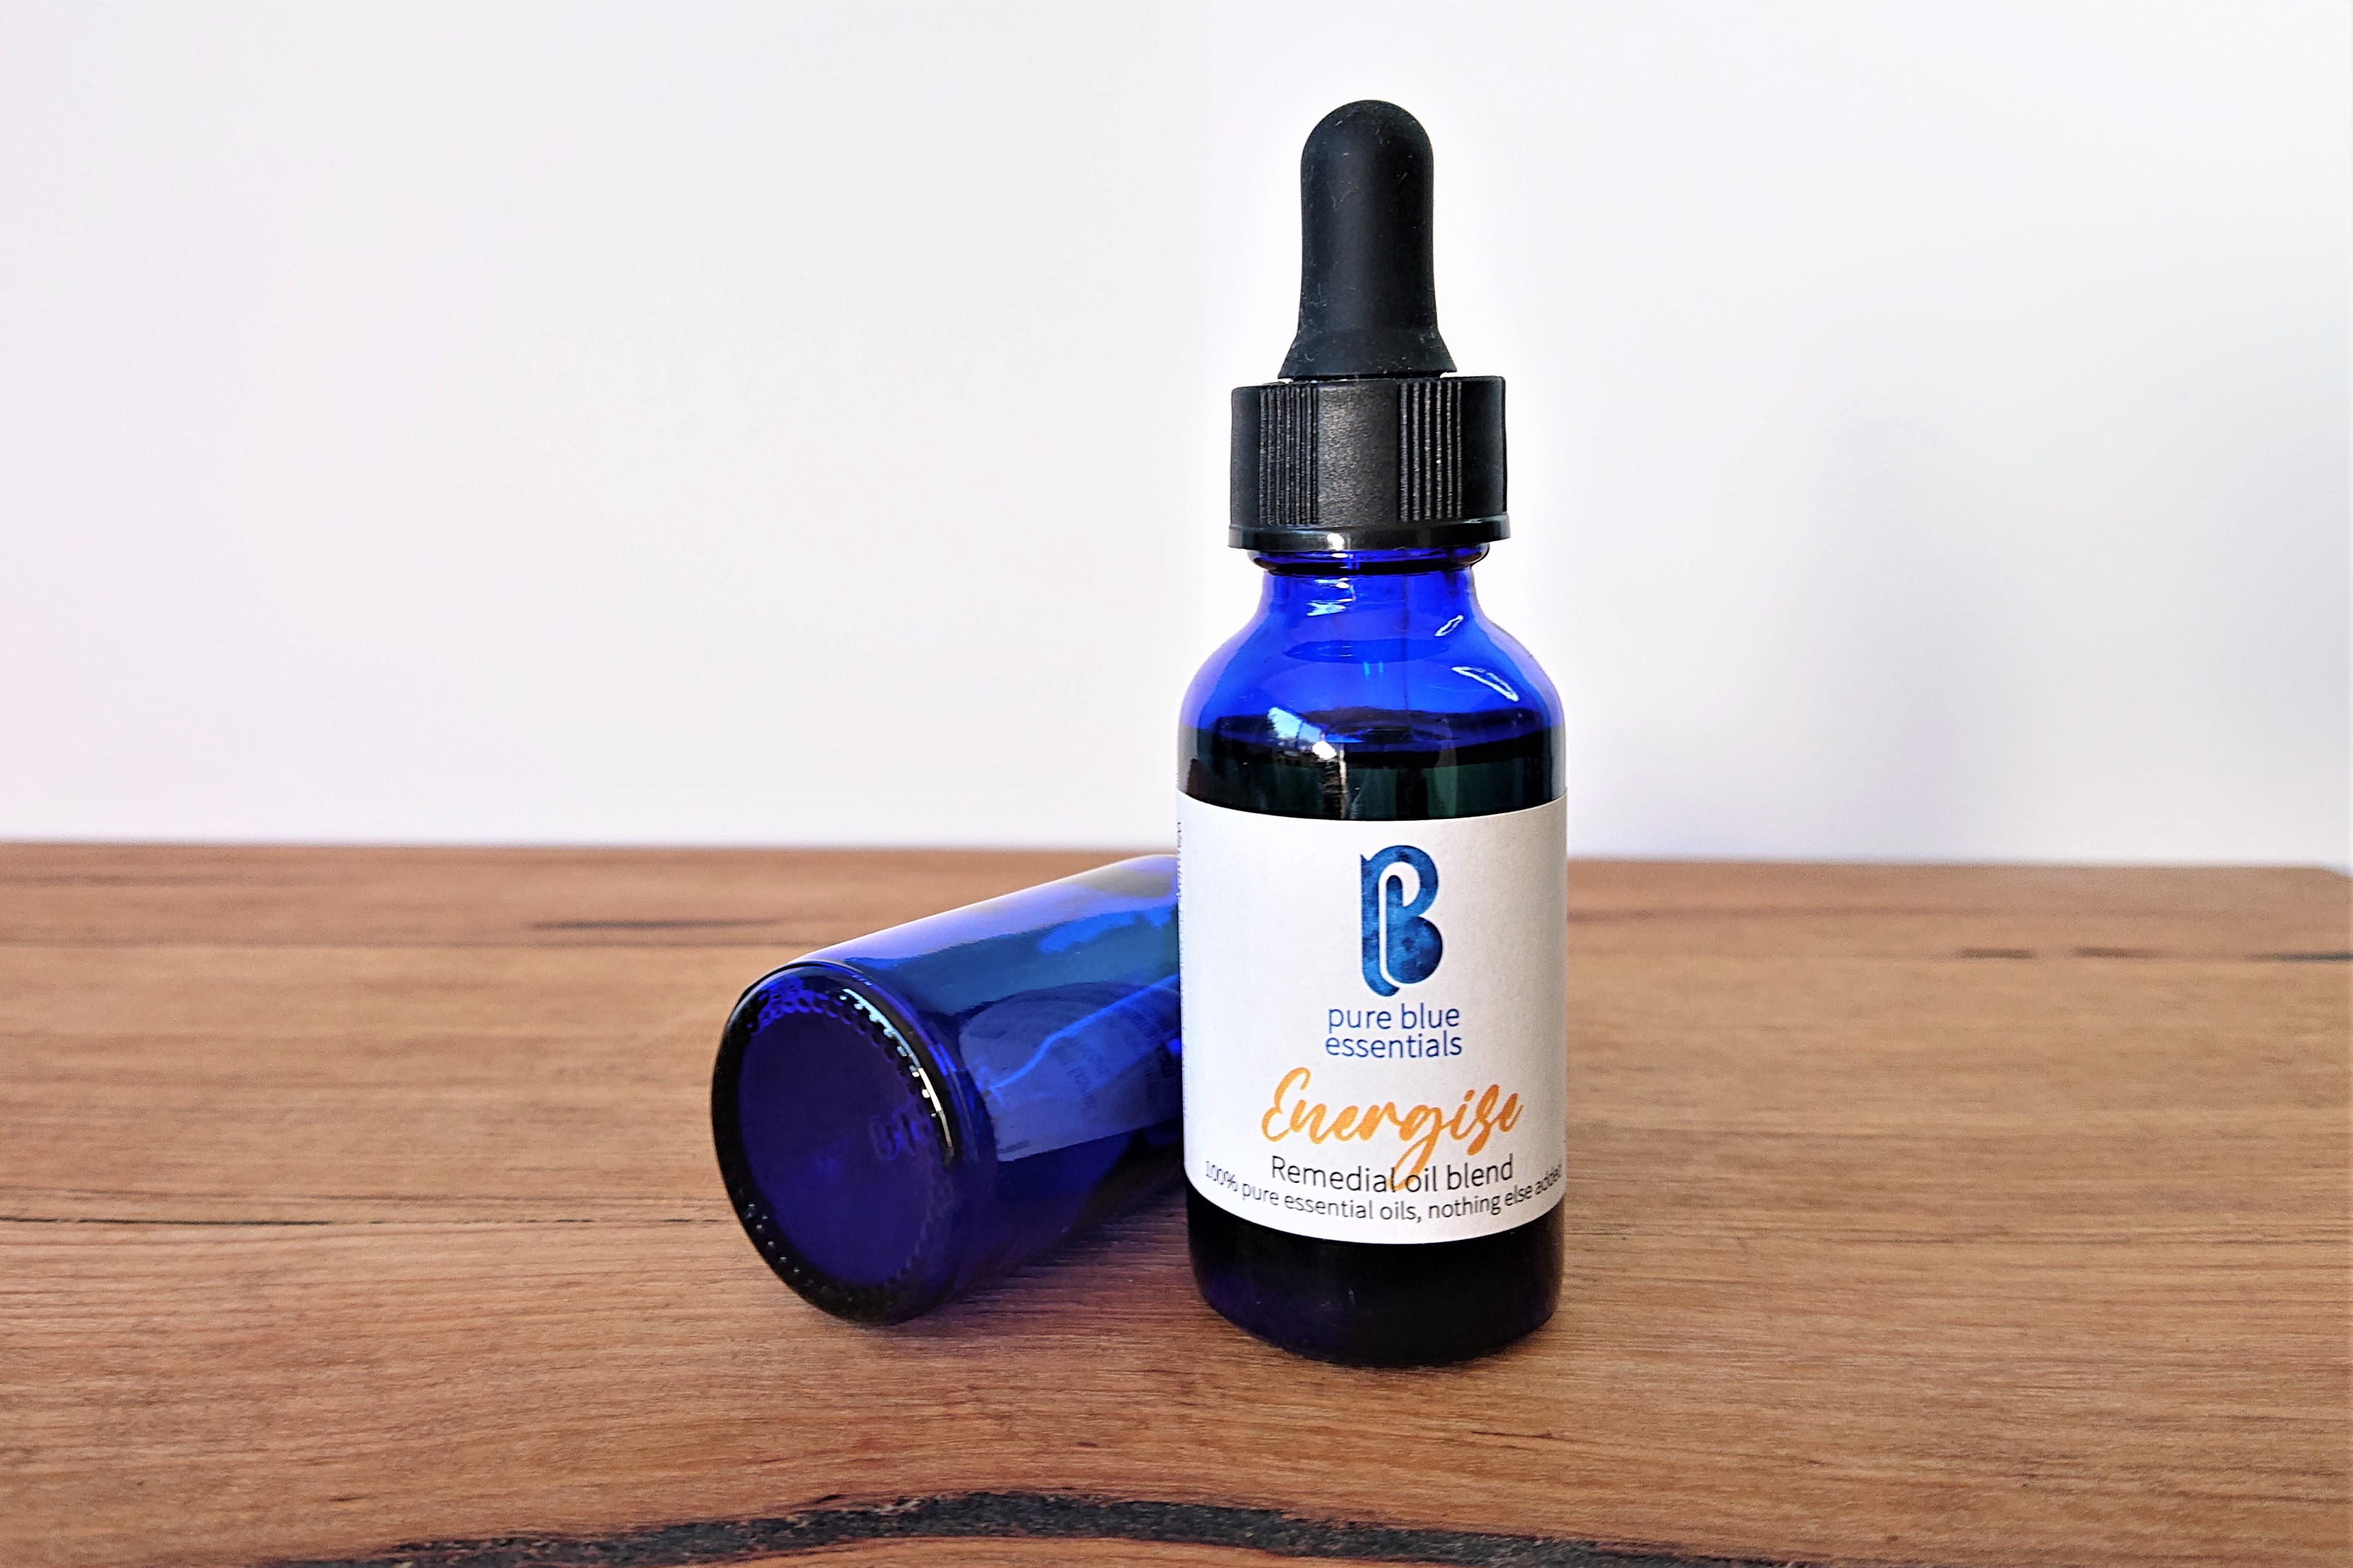 B
pure blue
essentials
Energise
Remedial oil blend
100% pure essential oils, nothing else added